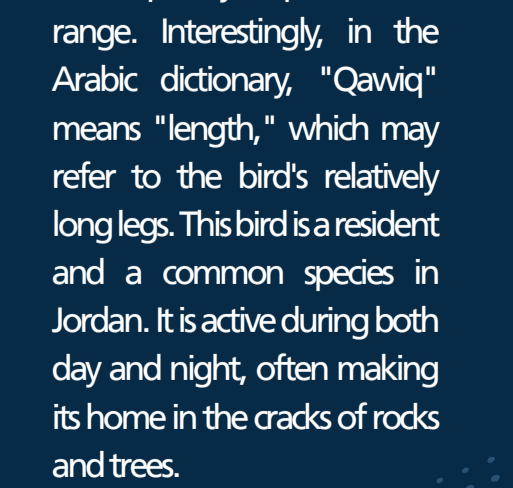 range. Interestingly, in the
Arabic dictionary, "Qawiq"
means "length," which may
refer to the bird's relatively
long legs. This bird is a resident
and a common species in
Jordan. It is active during both
day and night, often making
its home in the cracks of rocks
and trees.